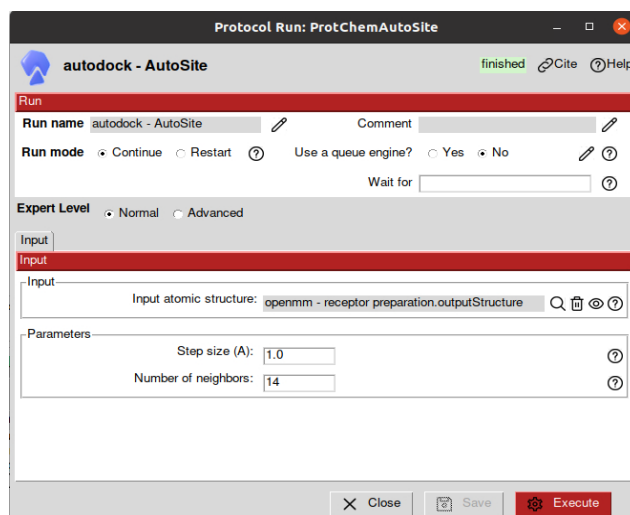 Protocol Run: ProtChemAutoSite
autodock - AutoSite
finished Cite Help
Run
Run name autodock - AutoSite Comment
Run mode Continue Restart Use a queue engine? Yes No
Wait for
Expert Level Normal Advanced
Input
Input
Input
Input atomic structure: openmm - receptor preparation.outputStructure
Parameters
Step size (A): 1.0
Number of neighbors: 14
Close Save Execute